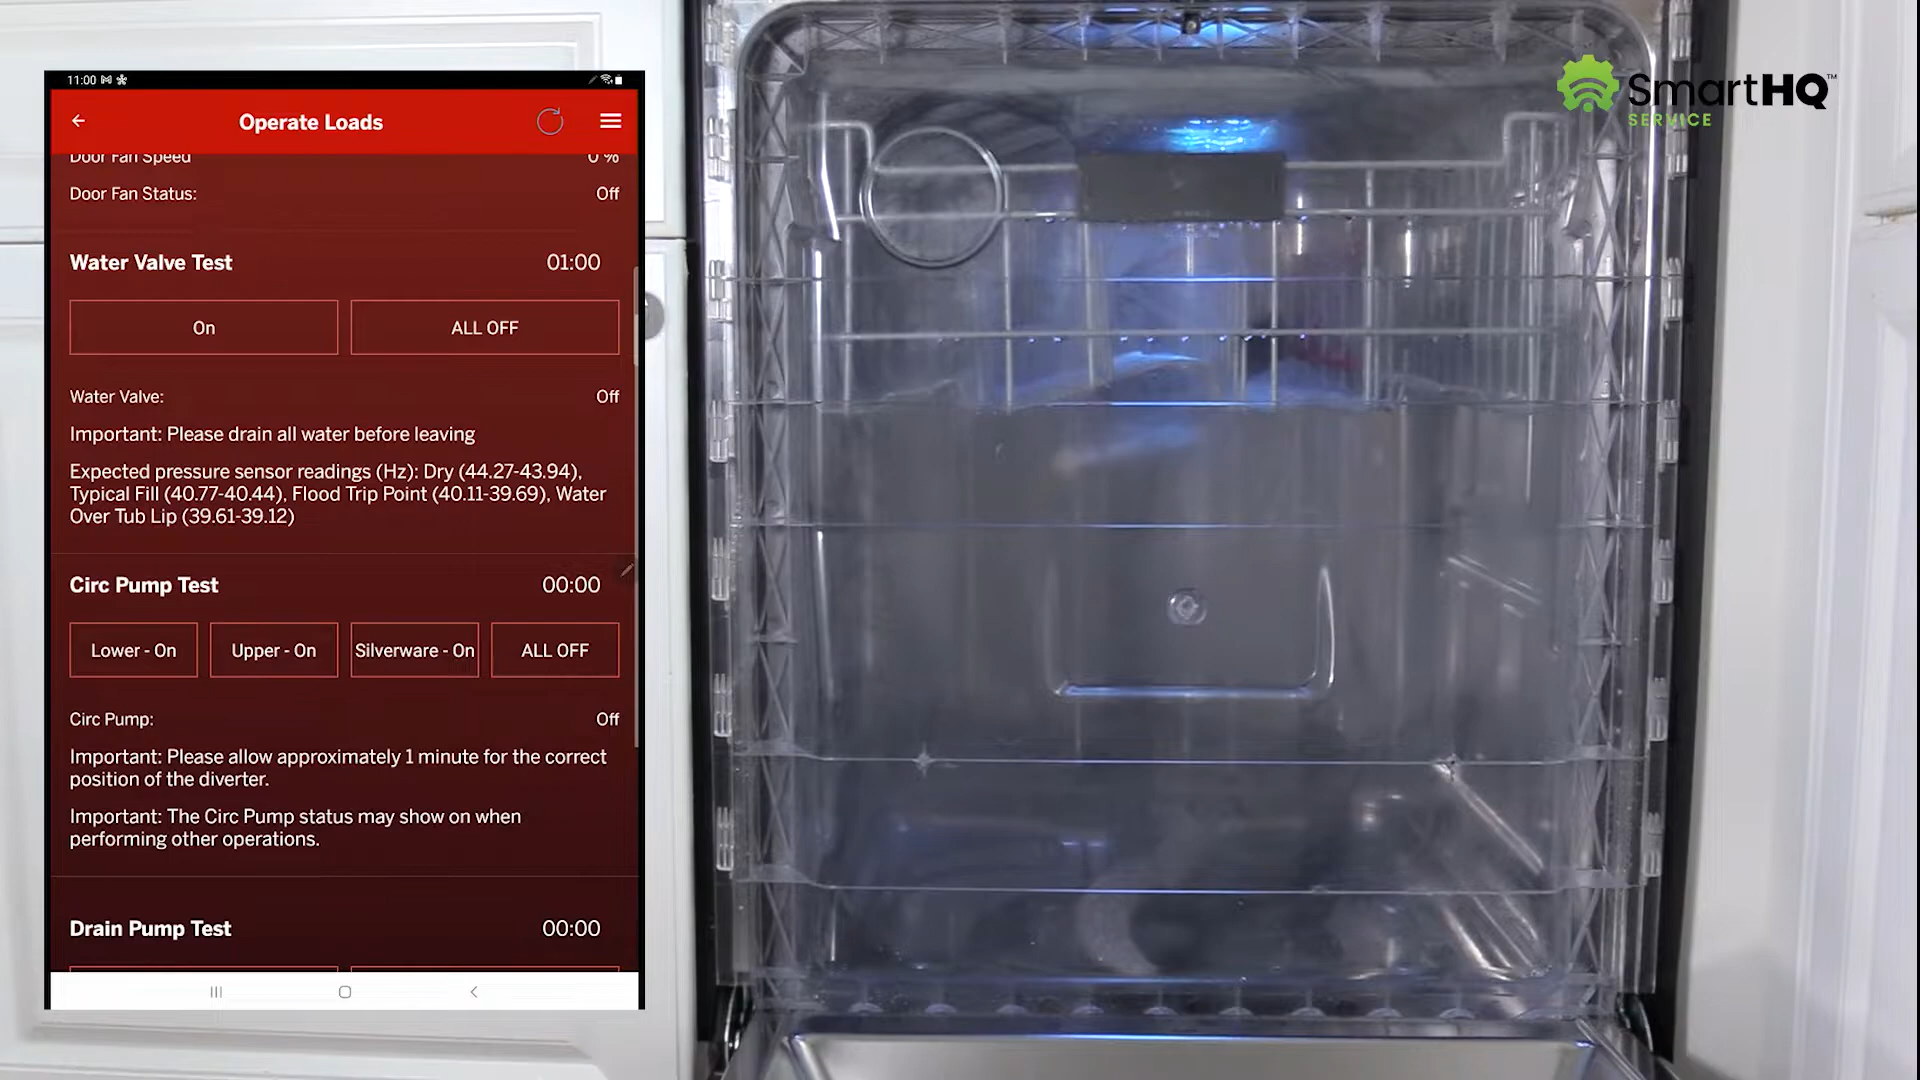 11:00
Operate Loads
Door Fan Speed 0 %
Door Fan Status: Off
Water Valve Test 01:00
On ALL OFF
Water Valve: Off
Important: Please drain all water before leaving
Expected pressure sensor readings (Hz): Dry (44.27-43.94),
Typical Fill (40.77-40.44), Flood Trip Point (40.11-39.69), Water
Over Tub Lip (39.61-39.12)
Circ Pump Test 00:00
Lower - On Upper - On Silverware - On ALL OFF
Circ Pump: Off
Important: Please allow approximately 1 minute for the correct
position of the diverter.
Important: The Circ Pump status may show on when
performing other operations.
Drain Pump Test 00:00
SmartHQ™
SERVICE